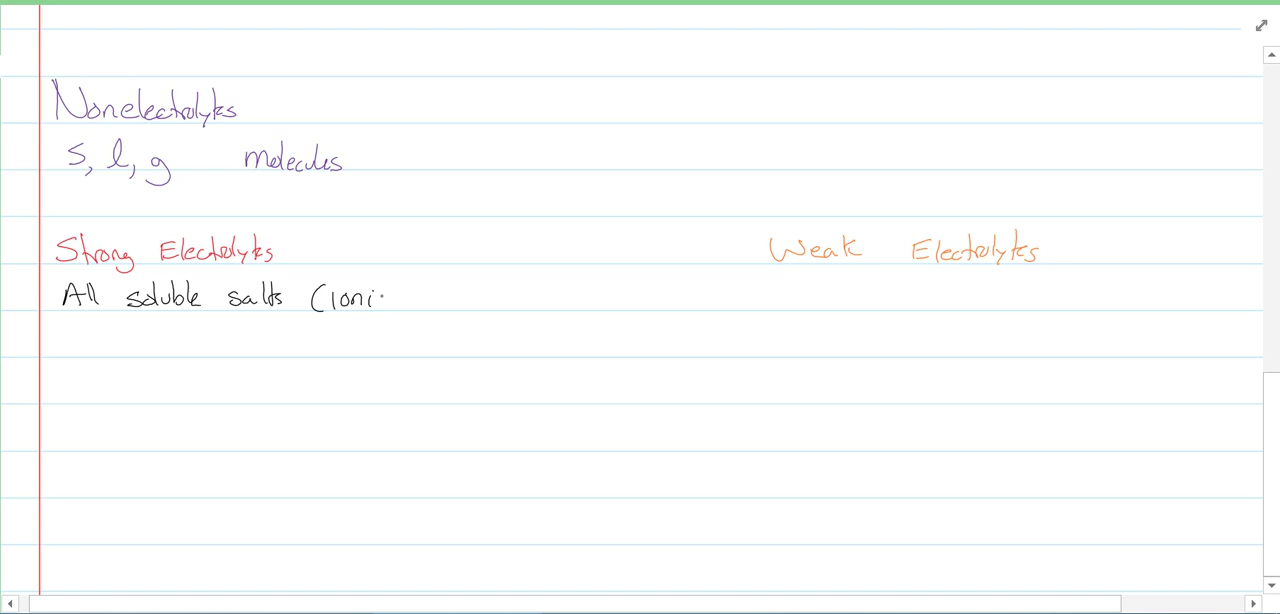 Nonelectrolytes
s, l, g molecules
Strong Electrolytes Weak Electrolytes
All soluble salts (ioni